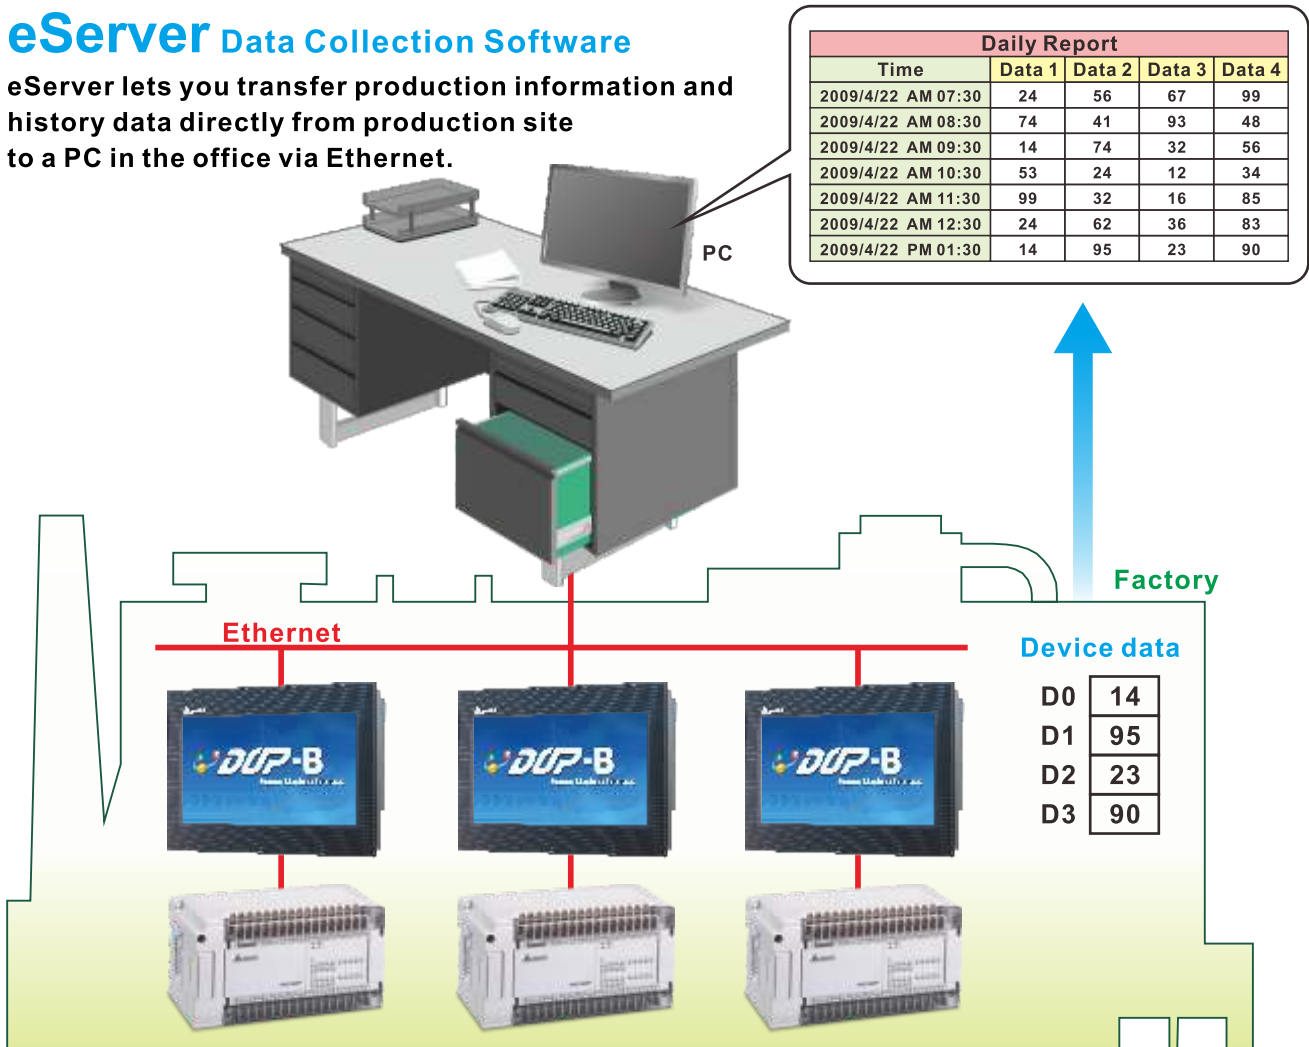 eServer Data Collection Software
eServer lets you transfer production information and
history data directly from production site
to a PC in the office via Ethernet.
PC
Daily Report
Time Data 1 Data 2 Data 3 Data 4
2009/4/22 AM 07:30 24 56 67 99
2009/4/22 AM 08:30 74 41 93 48
2009/4/22 AM 09:30 14 74 32 56
2009/4/22 AM 10:30 53 24 12 34
2009/4/22 AM 11:30 99 32 16 85
2009/4/22 AM 12:30 24 62 36 83
2009/4/22 PM 01:30 14 95 23 90
Factory
Ethernet
Device data
D0 14
D1 95
D2 23
D3 90
DOP-B
DOP-B
DOP-B